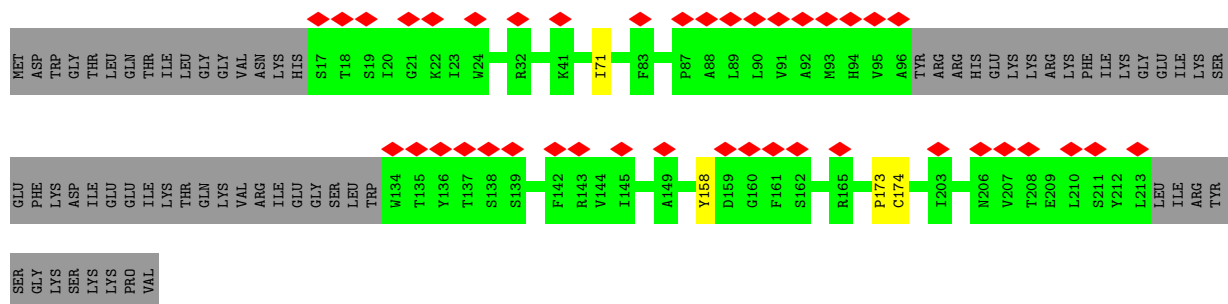 MET ASP TRP GLY THR LEU GLN THR ILE LEU GLY GLY VAL ASN LYS HIS S17 T18 S19 I20 G21 K22 I23 W24 R32 K41 I71 F83 P87 A88 L89 L90 V91 A92 M93 H94 V95 A96 TYR ARG ARG HIS GLU LYS LYS ARG LYS PHE ILE LYS GLY GLU ILE LYS SER
GLU PHE LYS ASP ILE GLU GLU ILE LYS THR GLN LYS VAL ARG ILE GLU GLY SER LEU TRP W134 T135 Y136 T137 S138 S139 F142 R143 V144 I145 A149 Y158 D159 G160 F161 S162 R165 P173 C174 I203 N206 V207 T208 E209 L210 S211 Y212 L213 LEU ILE ARG TYR
SER GLY LYS SER LYS LYS PRO VAL